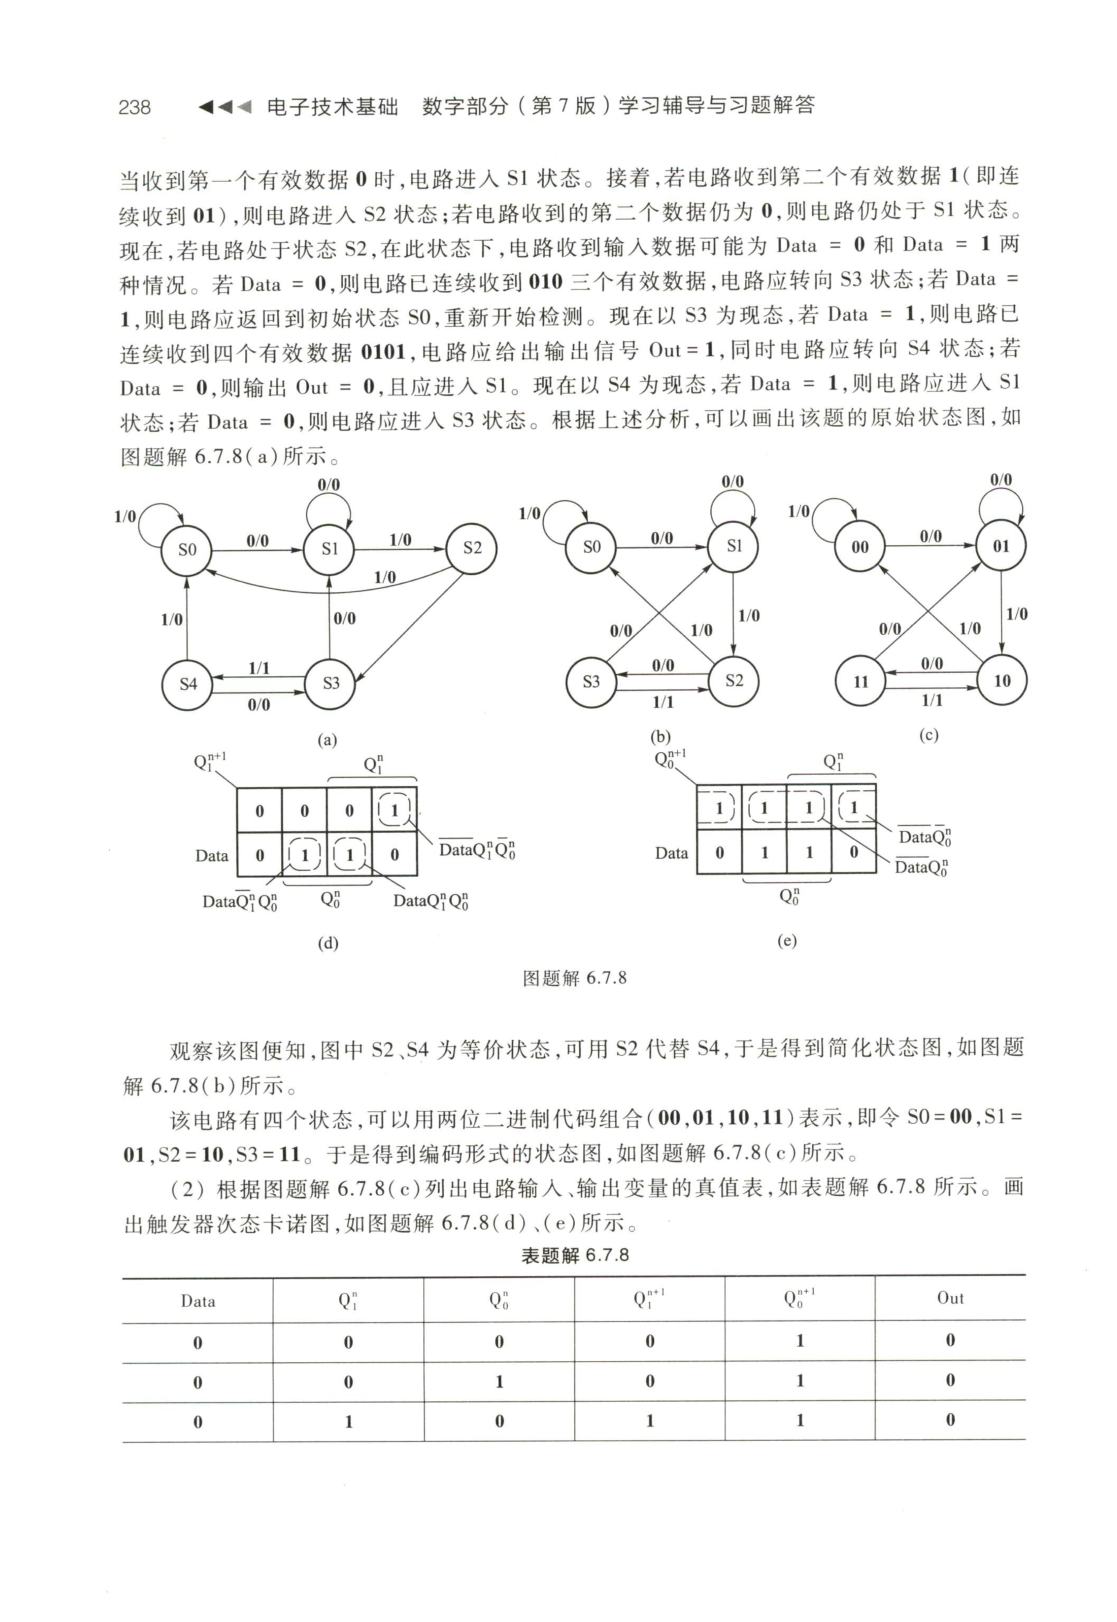 238 ◀◀◀ 电子技术基础 数字部分(第7版)学习辅导与习题解答
当收到第一个有效数据 0 时,电路进入 S1 状态。接着,若电路收到第二个有效数据 1(即连
续收到 01),则电路进入 S2 状态;若电路收到的第二个数据仍为 0,则电路仍处于 S1 状态。
现在,若电路处于状态 S2,在此状态下,电路收到输入数据可能为 Data = 0 和 Data = 1 两
种情况。若 Data = 0,则电路已连续收到 010 三个有效数据,电路应转向 S3 状态;若 Data =
1,则电路应返回到初始状态 S0,重新开始检测。现在以 S3 为现态,若 Data = 1,则电路已
连续收到四个有效数据 0101,电路应给出输出信号 Out=1,同时电路应转向 S4 状态;若
Data = 0,则输出 Out = 0,且应进入 S1。现在以 S4 为现态,若 Data = 1,则电路应进入 S1
状态;若 Data = 0,则电路应进入 S3 状态。根据上述分析,可以画出该题的原始状态图,如
图题解 6.7.8(a)所示。
1/0 S0 0/0 0/0 S1 1/0 S2
1/0
1/0 0/0
S4 1/1 0/0 S3
(a)
1/0 S0 0/0 0/0 S1
0/0 1/0 1/0
S3 0/0 1/1 S2
(b)
1/0 00 0/0 0/0 01
0/0 1/0 1/0
11 0/0 1/1 10
(c)
Q₁ⁿ⁺¹ Q₁ⁿ
0 0 0 1
Data 0 1 1 0
D̅a̅t̅a̅Q₁ⁿQ̅₀ⁿ
DataQ̅₁ⁿQ₀ⁿ Q₀ⁿ DataQ₁ⁿQ₀ⁿ
(d)
Q₀ⁿ⁺¹ Q₁ⁿ
1 1 1 1
Data 0 1 1 0
D̅a̅t̅a̅Q̅₀ⁿ
D̅a̅t̅a̅Q₀ⁿ
Q₀ⁿ
(e)
图题解 6.7.8
观察该图便知,图中 S2、S4 为等价状态,可用 S2 代替 S4,于是得到简化状态图,如图题
解 6.7.8(b)所示。
该电路有四个状态,可以用两位二进制代码组合(00,01,10,11)表示,即令 S0=00,S1=
01,S2=10,S3=11。于是得到编码形式的状态图,如图题解 6.7.8(c)所示。
(2) 根据图题解 6.7.8(c)列出电路输入、输出变量的真值表,如表题解 6.7.8 所示。画
出触发器次态卡诺图,如图题解 6.7.8(d)、(e)所示。
表题解 6.7.8
Data Q₁ⁿ Q₀ⁿ Q₁ⁿ⁺¹ Q₀ⁿ⁺¹ Out
0 0 0 0 1 0
0 0 1 0 1 0
0 1 0 1 1 0